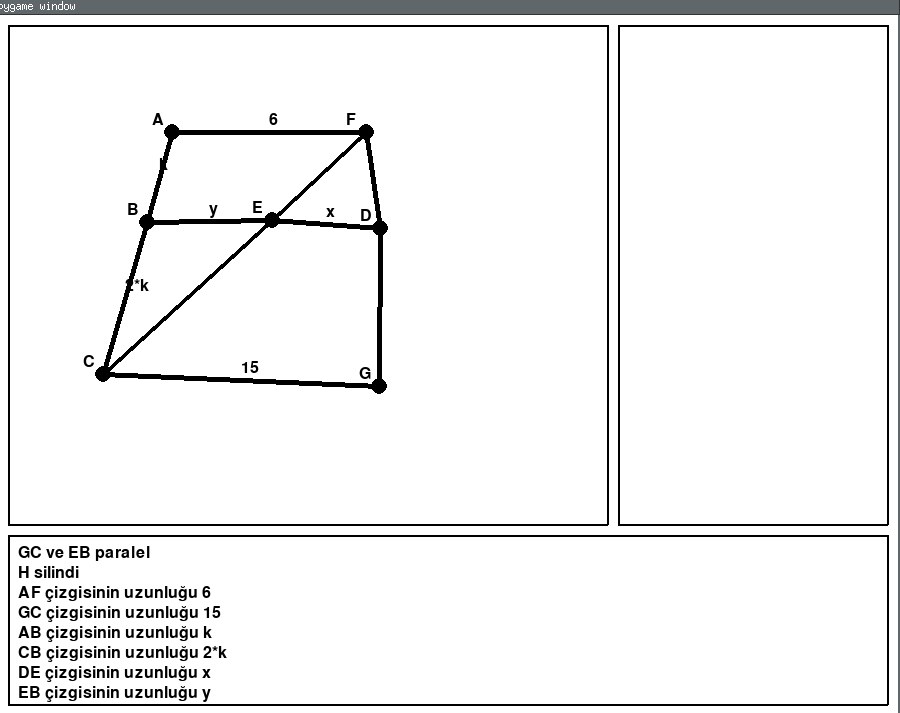 pygame window
A
6
F
k
B
y
E
x
D
2*k
C
15
G
GC ve EB paralel
H silindi
AF çizgisinin uzunluğu 6
GC çizgisinin uzunluğu 15
AB çizgisinin uzunluğu k
CB çizgisinin uzunluğu 2*k
DE çizgisinin uzunluğu x
EB çizgisinin uzunluğu y